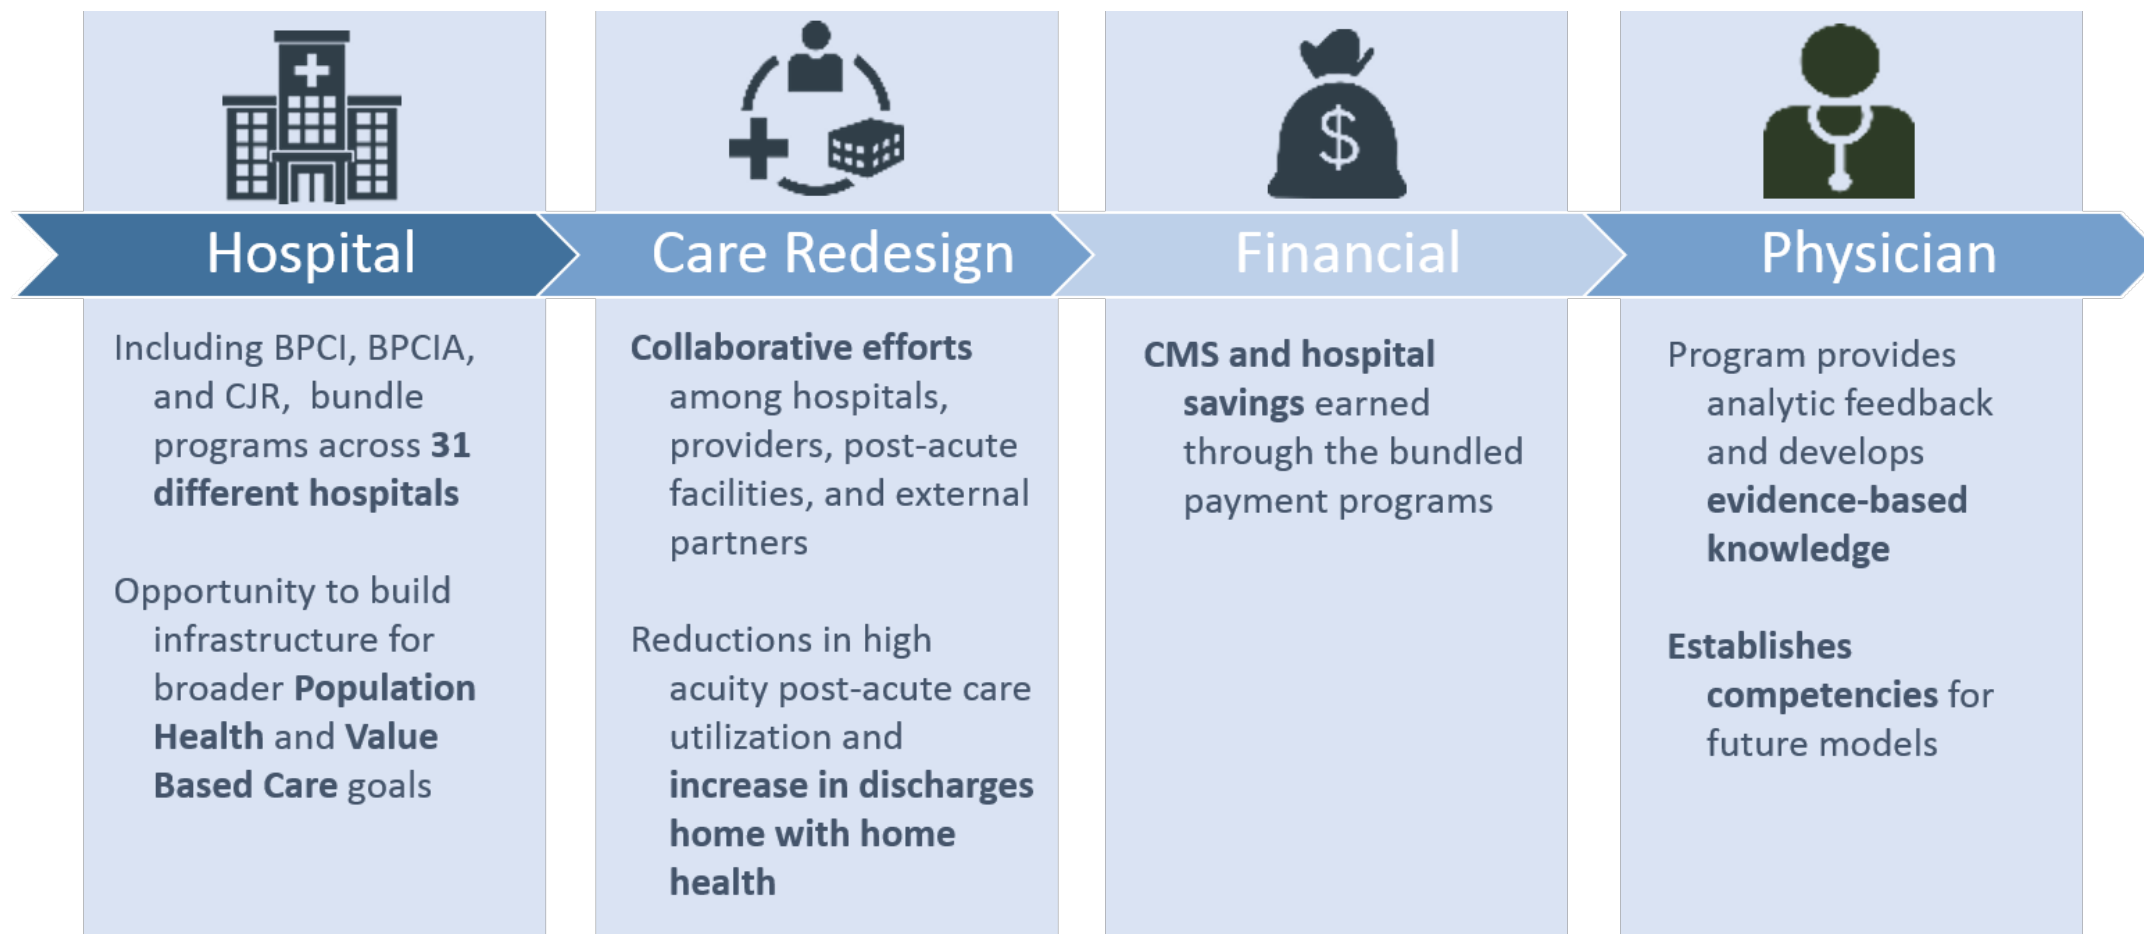 Hospital
Including BPCI, BPCIA,
and CJR,  bundle
programs across 31
different hospitals
Opportunity to build
infrastructure for
broader Population
Health and Value
Based Care goals
Care Redesign
Collaborative efforts
among hospitals,
providers, post-acute
facilities, and external
partners
Reductions in high
acuity post-acute care
utilization and
increase in discharges
home with home
health
$
Financial
CMS and hospital
savings earned
through the bundled
payment programs
Physician
Program provides
analytic feedback
and develops
evidence-based
knowledge
Establishes
competencies for
future models